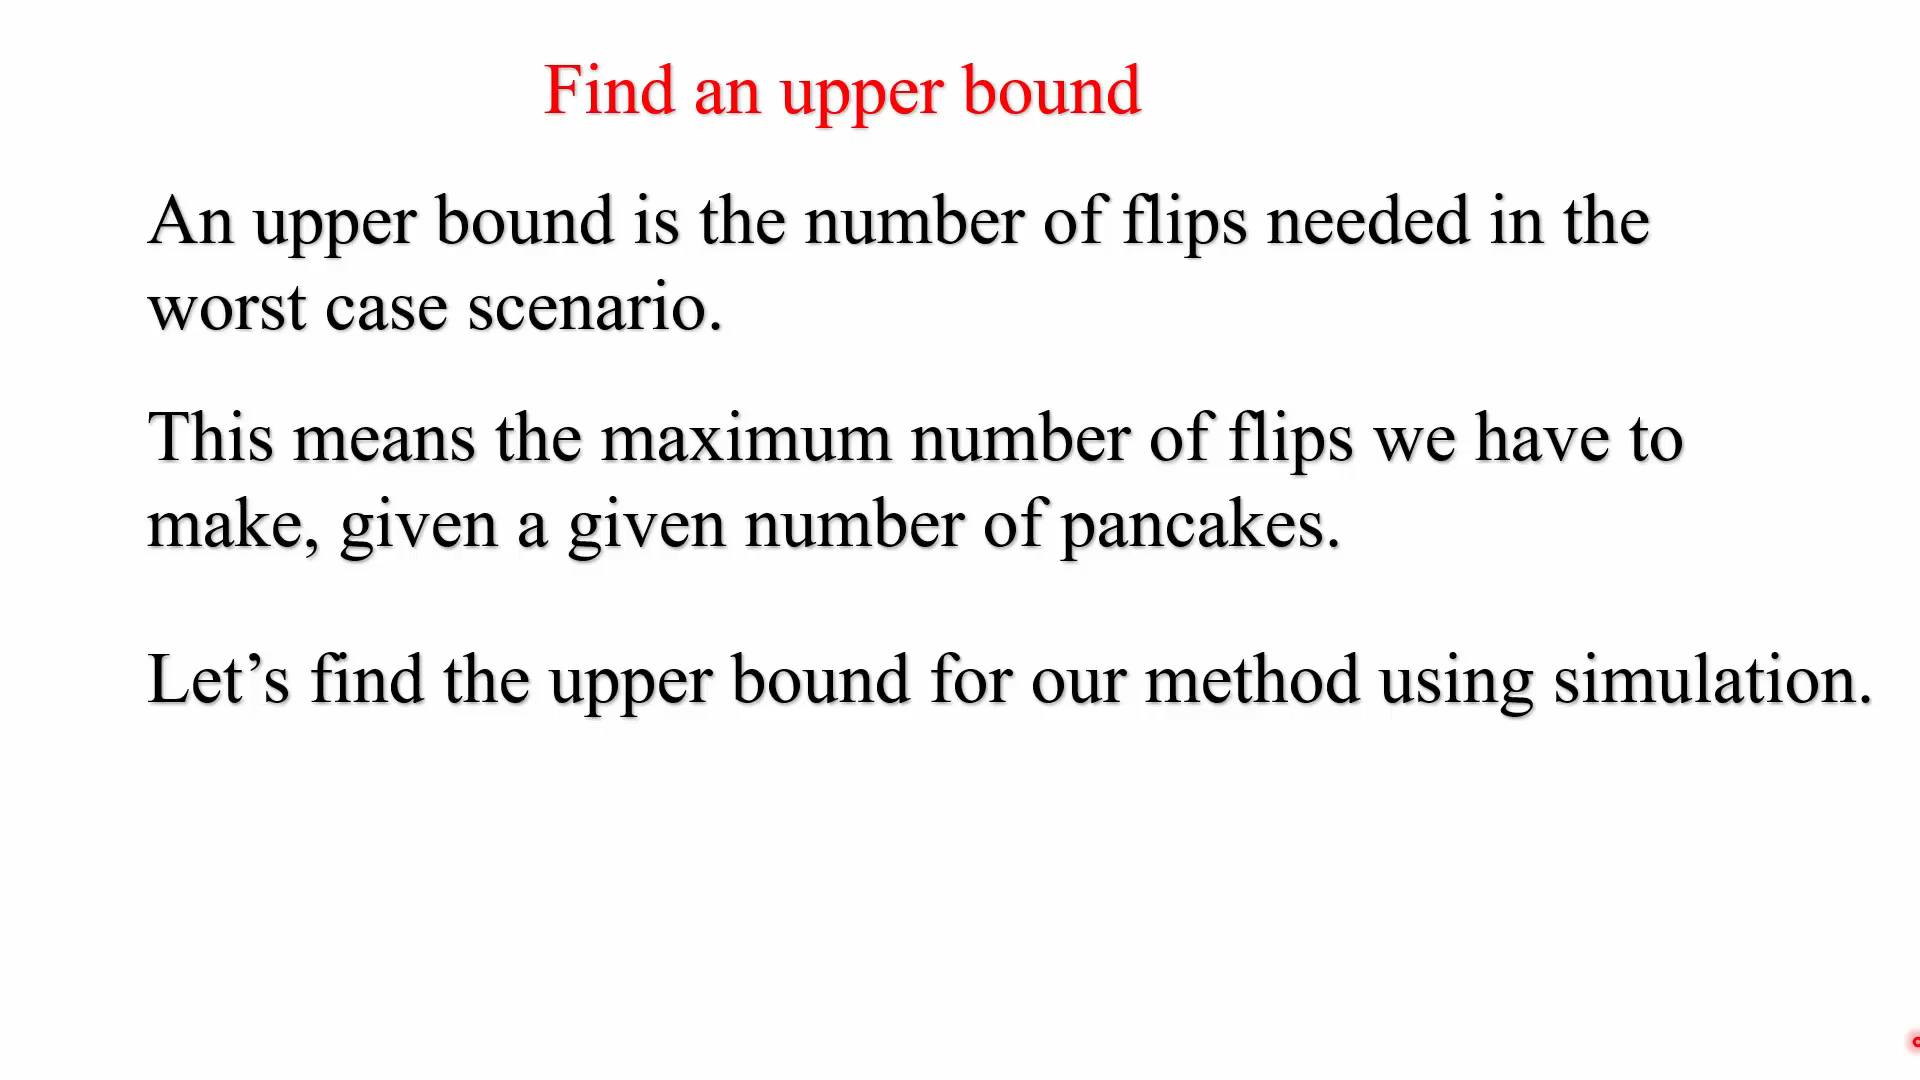 Find an upper bound
An upper bound is the number of flips needed in the
worst case scenario.
This means the maximum number of flips we have to
make, given a given number of pancakes.
Let’s find the upper bound for our method using simulation.